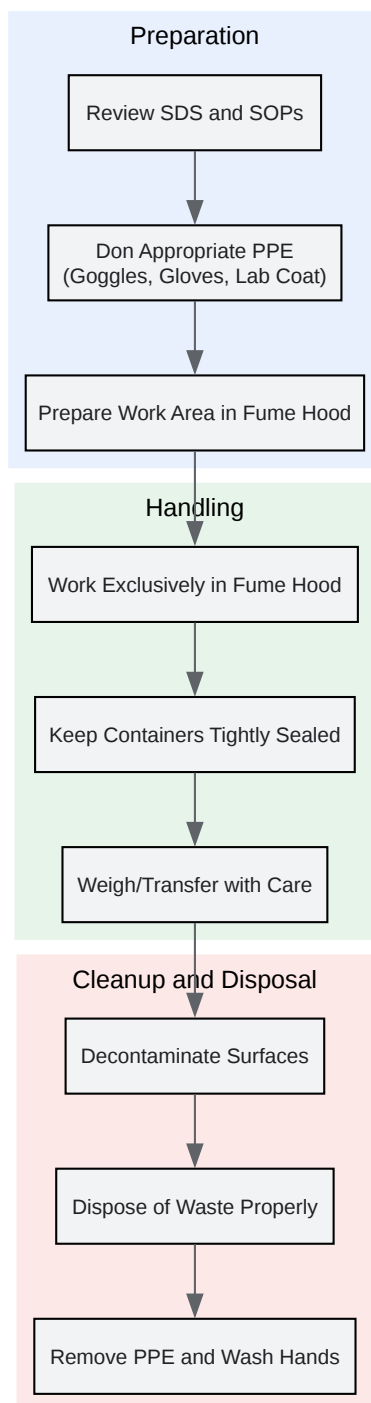 Preparation
Review SDS and SOPs
Don Appropriate PPE
(Goggles, Gloves, Lab Coat)
Prepare Work Area in Fume Hood
Handling
Work Exclusively in Fume Hood
Keep Containers Tightly Sealed
Weigh/Transfer with Care
Cleanup and Disposal
Decontaminate Surfaces
Dispose of Waste Properly
Remove PPE and Wash Hands